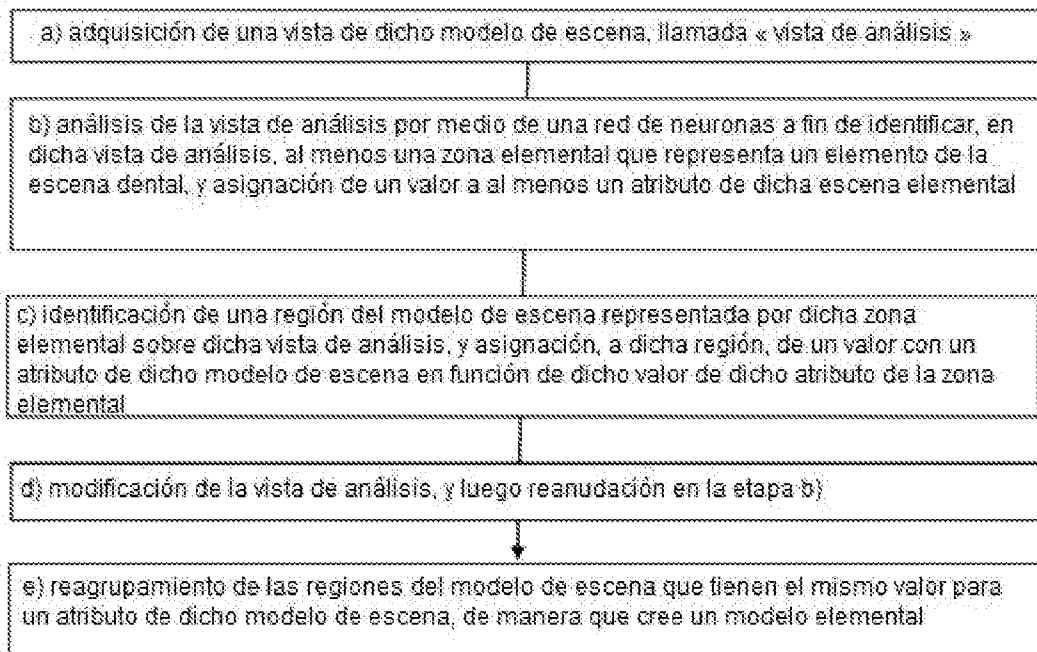 a) adquisición de una vista de dicho modelo de escena, llamada « vista de análisis »
b) análisis de la vista de análisis por medio de una red de neuronas a fin de identificar, en
dicha vista de análisis, al menos una zona elemental que representa un elemento de la
escena dental, y asignación de un valor a al menos un atributo de dicha escena elemental
c) identificación de una región del modelo de escena representada por dicha zona
elemental sobre dicha vista de análisis, y asignación, a dicha región, de un valor con un
atributo de dicho modelo de escena en función de dicho valor de dicho atributo de la zona
elemental
d) modificación de la vista de análisis, y luego reanudación en la etapa b)
e) reagrupamiento de las regiones del modelo de escena que tienen el mismo valor para
un atributo de dicho modelo de escena, de manera que cree un modelo elemental